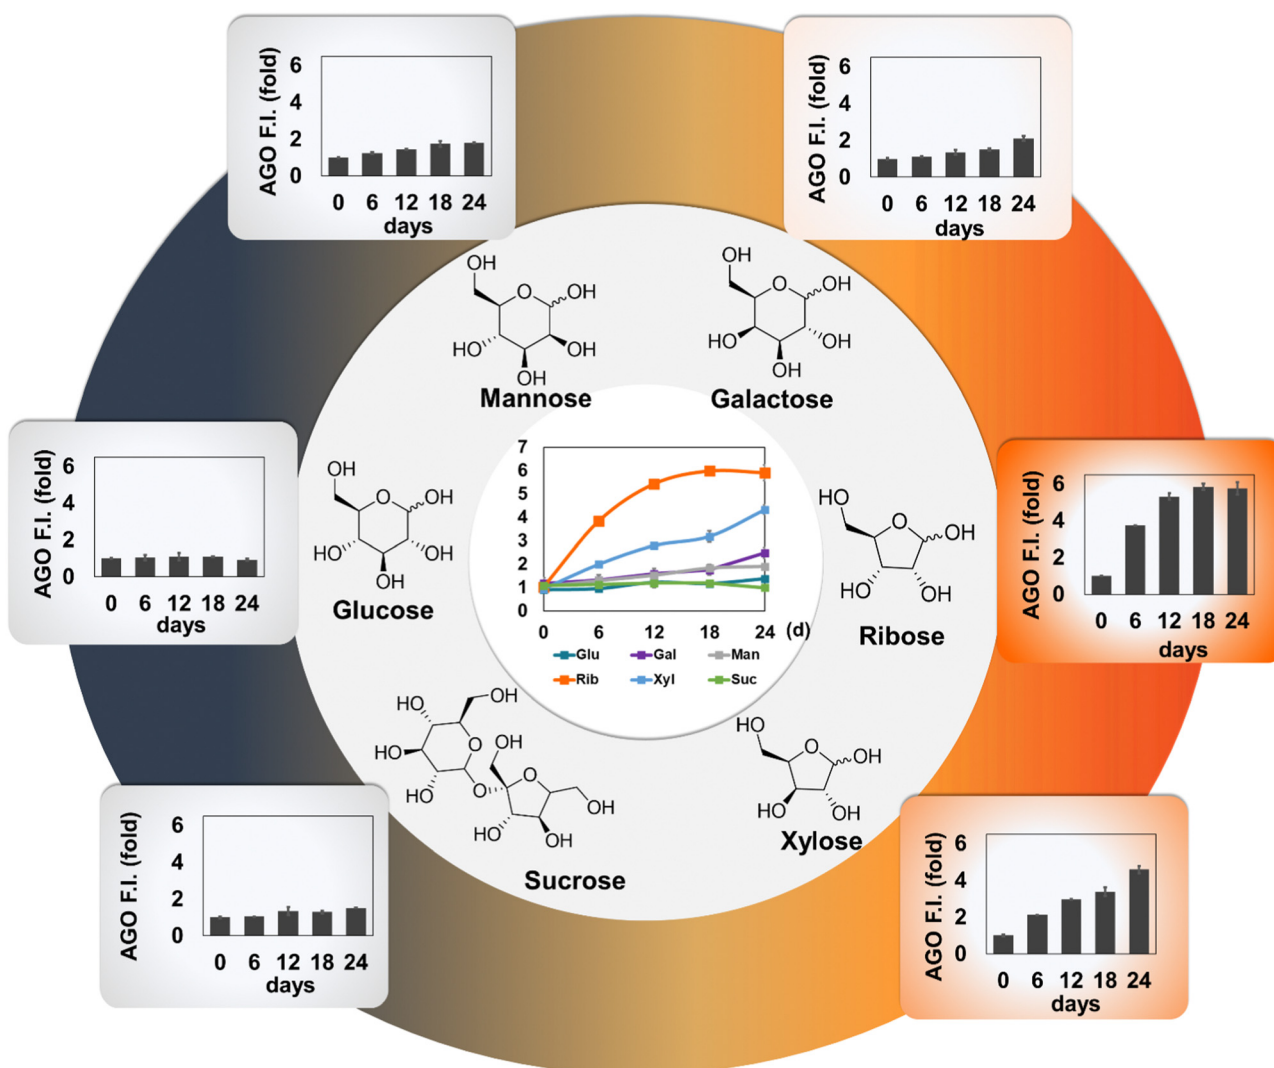 AGO F.I. (fold)
6
4
2
0
0 6 12 18 24
days
AGO F.I. (fold)
6
4
2
0
0 6 12 18 24
days
OH
O
OH
HO
OH
OH
Mannose
OH
O
OH
HO
OH
OH
Galactose
AGO F.I. (fold)
6
4
2
0
0 6 12 18 24
days
OH
O
OH
HO
OH
OH
Glucose
7
6
5
4
3
2
1
0
0 6 12 18 24 (d)
Glu Gal Man
Rib Xyl Suc
HO
O
OH
HO
OH
Ribose
AGO F.I. (fold)
6
4
2
0
0 6 12 18 24
days
HO
OH
HO
O
OH
HO
O
O
OH
HO
OH
Sucrose
HO
O
OH
HO
OH
Xylose
AGO F.I. (fold)
6
4
2
0
0 6 12 18 24
days
AGO F.I. (fold)
6
4
2
0
0 6 12 18 24
days